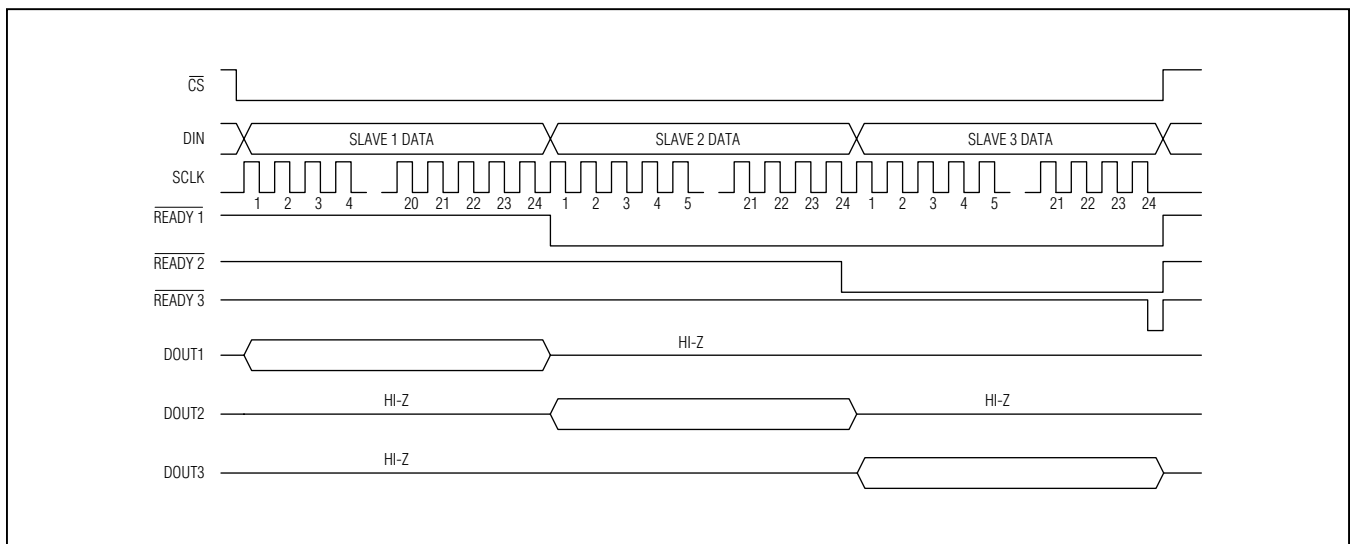 CS
DIN SLAVE 1 DATA SLAVE 2 DATA SLAVE 3 DATA
SCLK
1 2 3 4 20 21 22 23 24 1 2 3 4 5 21 22 23 24 1 2 3 4 5 21 22 23 24
READY 1
READY 2
READY 3
DOUT1 HI-Z
DOUT2 HI-Z HI-Z
DOUT3 HI-Z